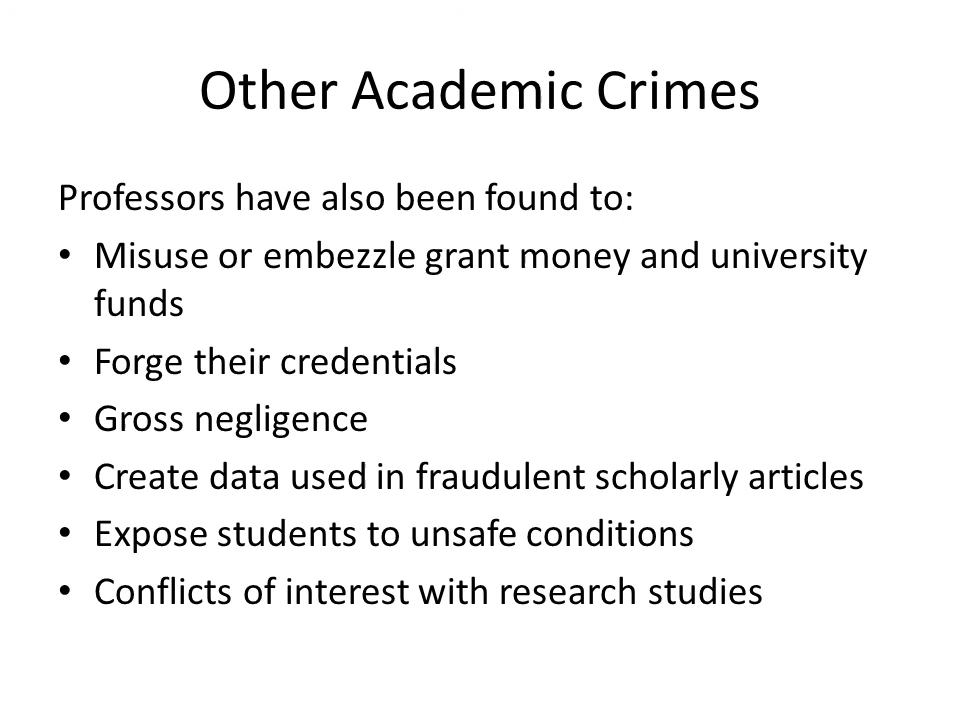 Other Academic Crimes
Professors have also been found to:
• Misuse or embezzle grant money and university
funds
• Forge their credentials
• Gross negligence
• Create data used in fraudulent scholarly articles
• Expose students to unsafe conditions
• Conflicts of interest with research studies